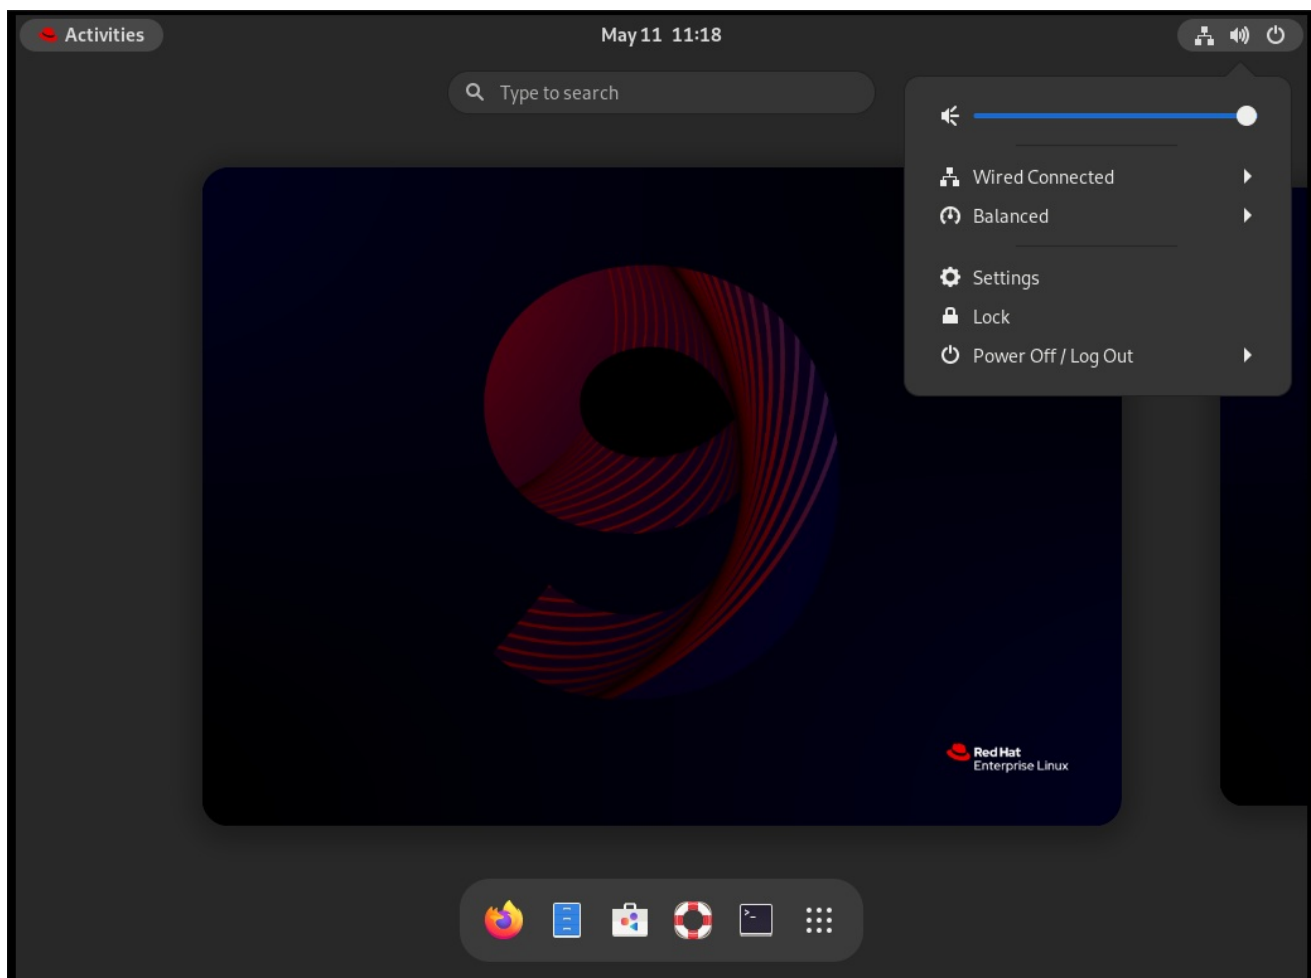 Activities
May 11 11:18
Type to search
Wired Connected
Balanced
Settings
Lock
Power Off / Log Out
9
Red Hat
Enterprise Linux
>_